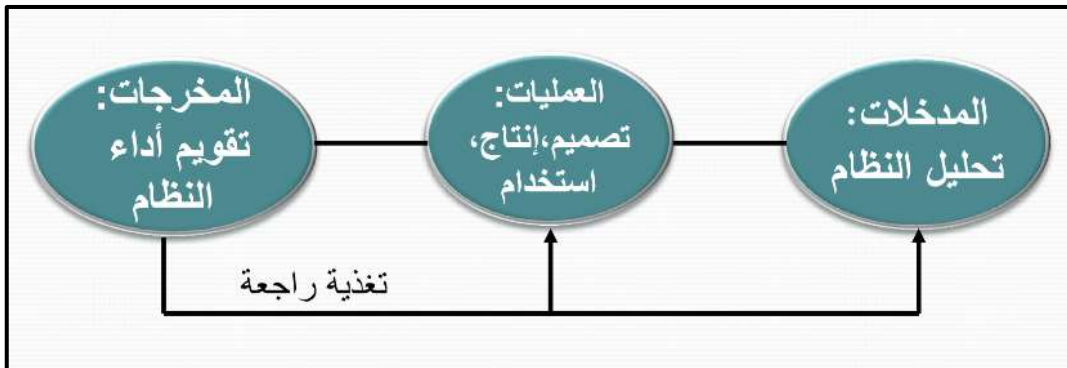 المدخلات:
تحليل النظام
العمليات:
تصميم،إنتاج،
استخدام
المخرجات:
تقويم أداء
النظام
تغذية راجعة